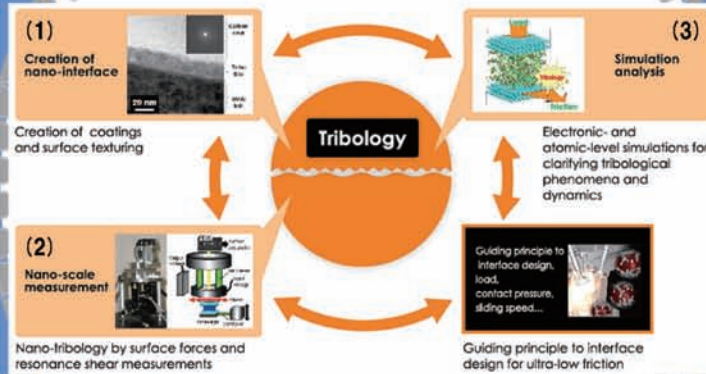 (1)
Creation of
nano-interface
20 nm
Creation of coatings
and surface texturing
Tribology
(3)
Simulation
analysis
Tribology
Friction
Electronic- and
atomic-level simulations for
clarifying tribological
phenomena and
dynamics
(2)
Nano-scale
measurement
Nano-tribology by surface forces and
resonance shear measurements
Guiding principle to
interface design,
load,
contact pressure,
sliding speed...
Guiding principle to interface
design for ultra-low friction